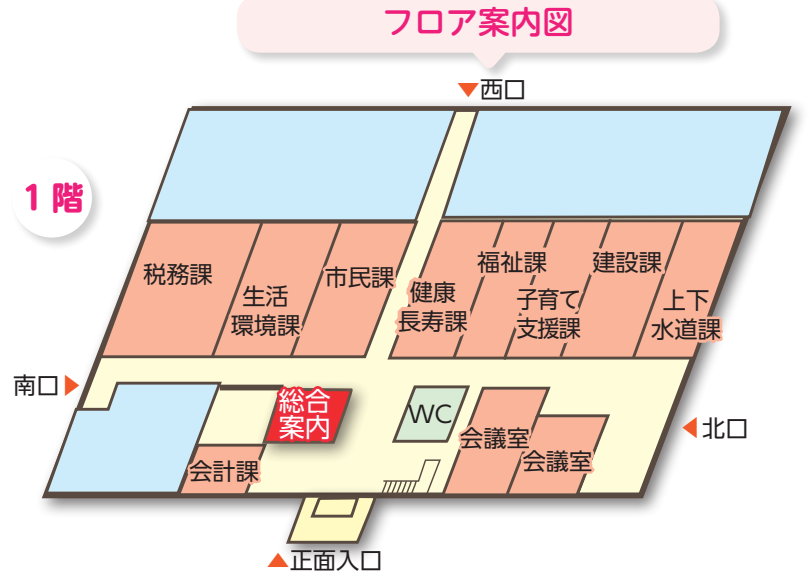 フロア案内図
西口
1階
税務課
生活
環境課
市民課
健康
長寿課
福祉課
子育て
支援課
建設課
上下
水道課
南口
総合
案内
WC
会議室
会議室
北口
会計課
正面入口